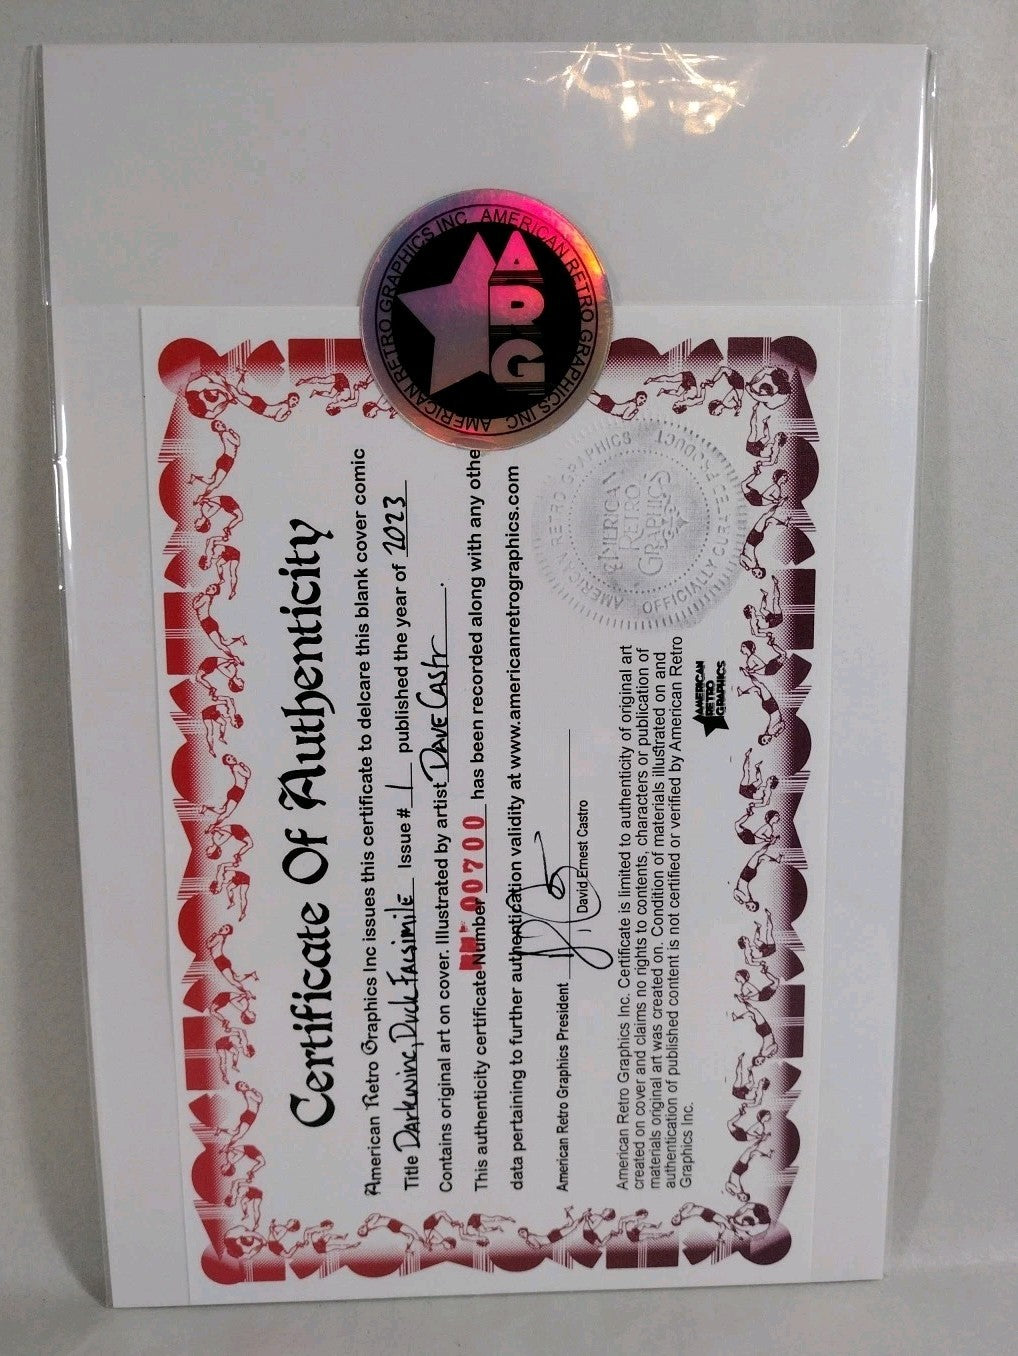 AMERICAN RETRO GRAPHICS INC. AMERICAN RETRO GRAPHICS INC.
ARG
Certificate Of Authenticity
American Retro Graphics Inc issues this certificate to delcare this blank cover comic
Title Darkwing Duck Facsimile Issue # 1 published the year of 2023
Contains original art on cover. Illustrated by artist Dave Castr.
This authenticity certificate Number 00700 has been recorded along with any othe
data pertaining to further authentication validity at www.americanretrographics.com
American Retro Graphics President
David Ernest Castro
AMERICAN RETRO GRAPHICS
OFFICIALLY PRODUCT
AMERICAN
RETRO
GRAPHICS
American Retro Graphics Inc. Certificate is limited to authenticity of original art
created on cover and claims no rights to contents, characters or publication of
materials original art was created on. Condition of materials illustrated on and
authentication of published content is not certified or verified by American Retro
Graphics Inc.
AMERICAN
RETRO
GRAPHICS